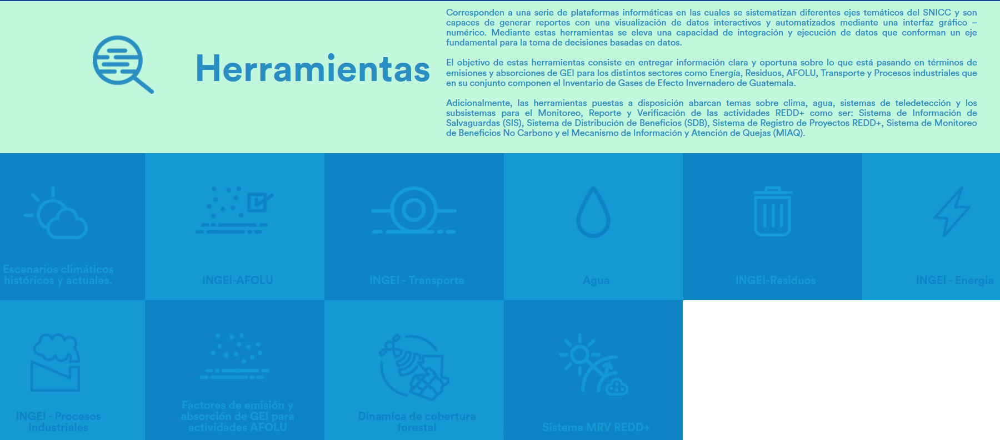 Herramientas
Corresponden a una serie de plataformas informáticas en las cuales se sistematizan diferentes ejes temáticos del SNICC y son
capaces de generar reportes con una visualización de datos interactivos y automatizados mediante una interfaz gráfico –
numérico. Mediante estas herramientas se eleva una capacidad de integración y ejecución de datos que conforman un eje
fundamental para la toma de decisiones basadas en datos.
El objetivo de estas herramientas consiste en entregar información clara y oportuna sobre lo que está pasando en términos de
emisiones y absorciones de GEI para los distintos sectores como Energía, Residuos, AFOLU, Transporte y Procesos industriales que
en su conjunto componen el Inventario de Gases de Efecto Invernadero de Guatemala.
Adicionalmente, las herramientas puestas a disposición abarcan temas sobre clima, agua, sistemas de teledetección y los
subsistemas para el Monitoreo, Reporte y Verificación de las actividades REDD+ como ser: Sistema de Información de
Salvaguardas (SIS), Sistema de Distribución de Beneficios (SDB), Sistema de Registro de Proyectos REDD+, Sistema de Monitoreo
de Beneficios No Carbono y el Mecanismo de Información y Atención de Quejas (MIAQ).
Escenarios climáticos
históricos y actuales.
INGEI-AFOLU
INGEI - Transporte
Agua
INGEI-Residuos
INGEI - Energia
INGEI - Procesos
Industriales
Factores de emisión y
absorción de GEI para
actividades AFOLU
Dinamica de cobertura
forestal
Sistema MRV REDD+